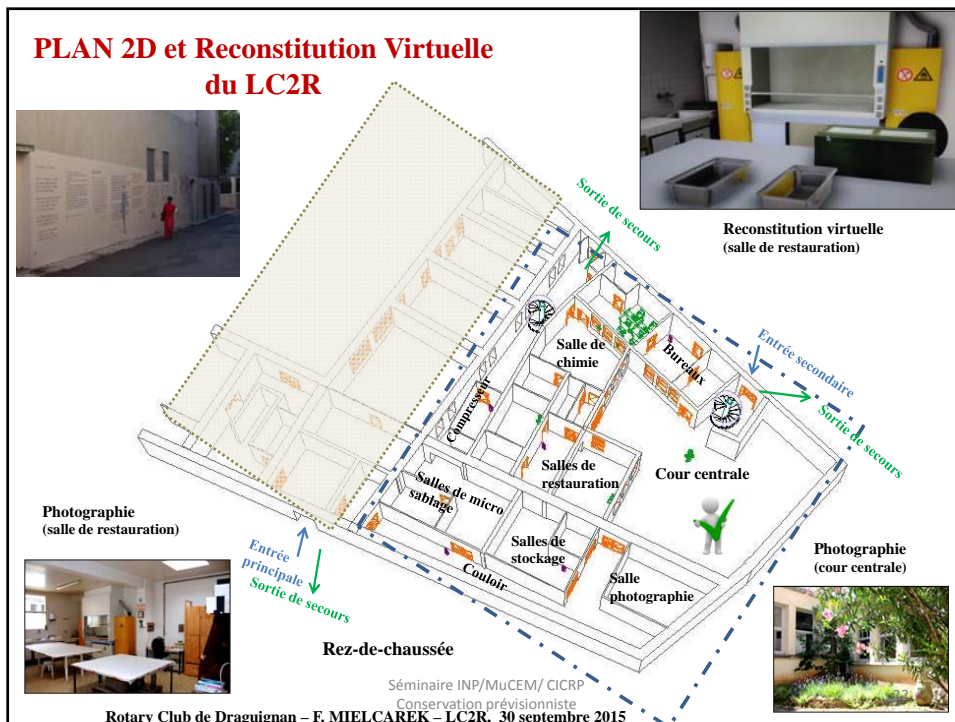 PLAN 2D et Reconstitution Virtuelle
du LC2R
Sortie de secours
Reconstitution virtuelle
(salle de restauration)
Salle de
chimie
Bureaux
Entrée secondaire
Sortie de secours
Compresseur
Salles de
restauration
Cour centrale
Salles de micro
sablage
Photographie
(salle de restauration)
Entrée
principale
Sortie de secours
Couloir
Salles de
stockage
Salle
photographie
Photographie
(cour centrale)
Rez-de-chaussée
Séminaire INP/MuCEM/ CICRP
Conservation prévisionniste
22
Rotary Club de Draguignan – F. MIELCAREK – LC2R, 30 septembre 2015